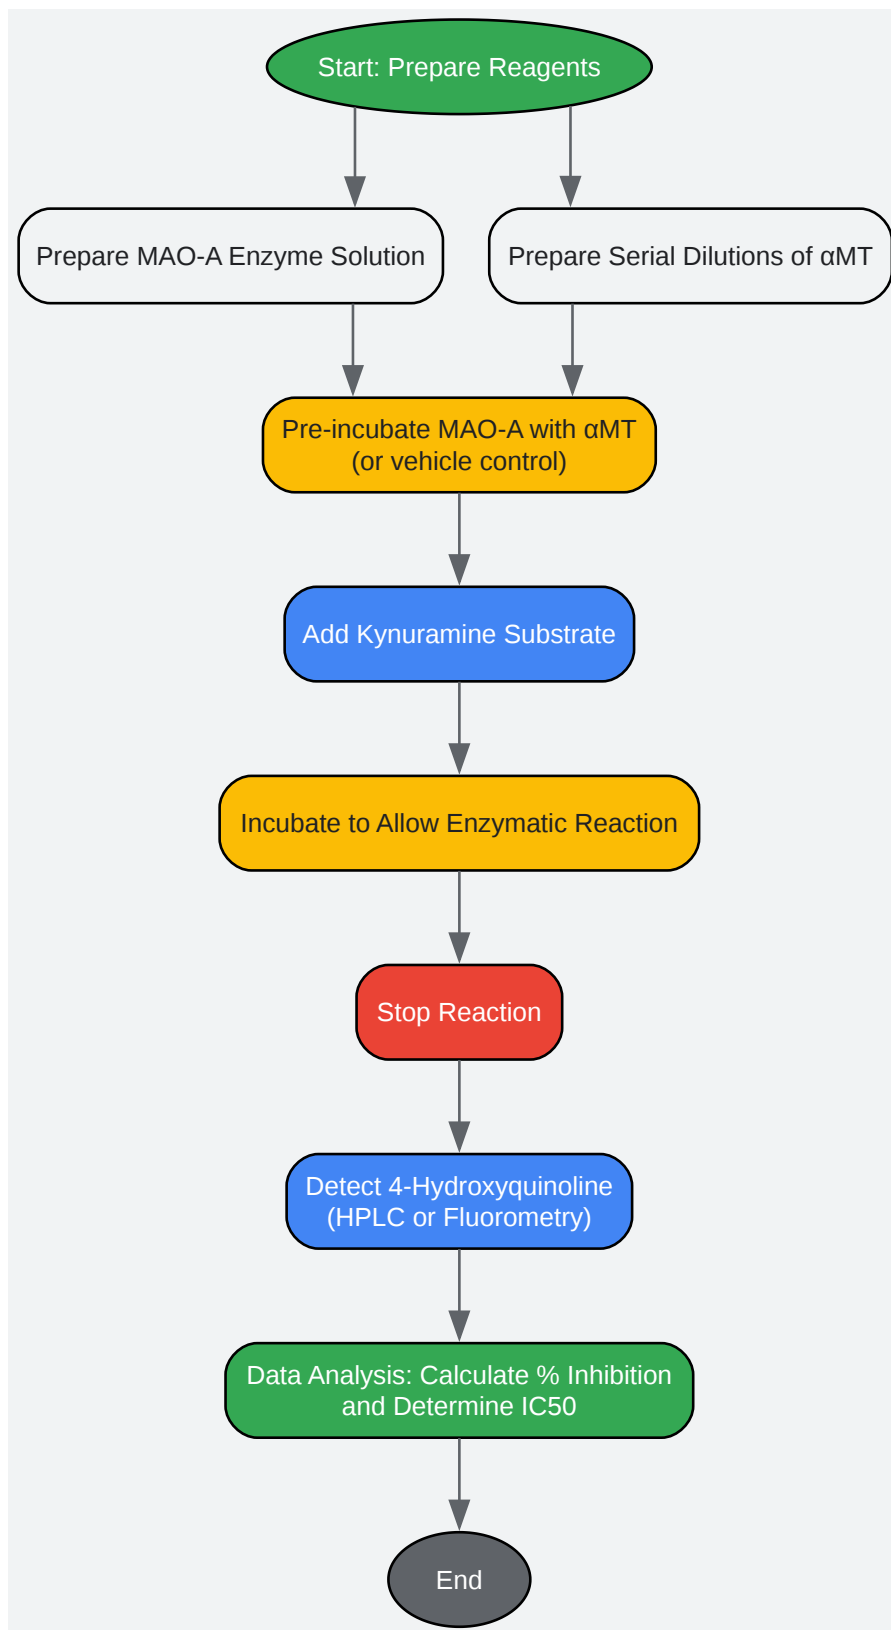 Start: Prepare Reagents
Prepare MAO-A Enzyme Solution
Prepare Serial Dilutions of αMT
Pre-incubate MAO-A with αMT
(or vehicle control)
Add Kynuramine Substrate
Incubate to Allow Enzymatic Reaction
Stop Reaction
Detect 4-Hydroxyquinoline
(HPLC or Fluorometry)
Data Analysis: Calculate % Inhibition
and Determine IC50
End